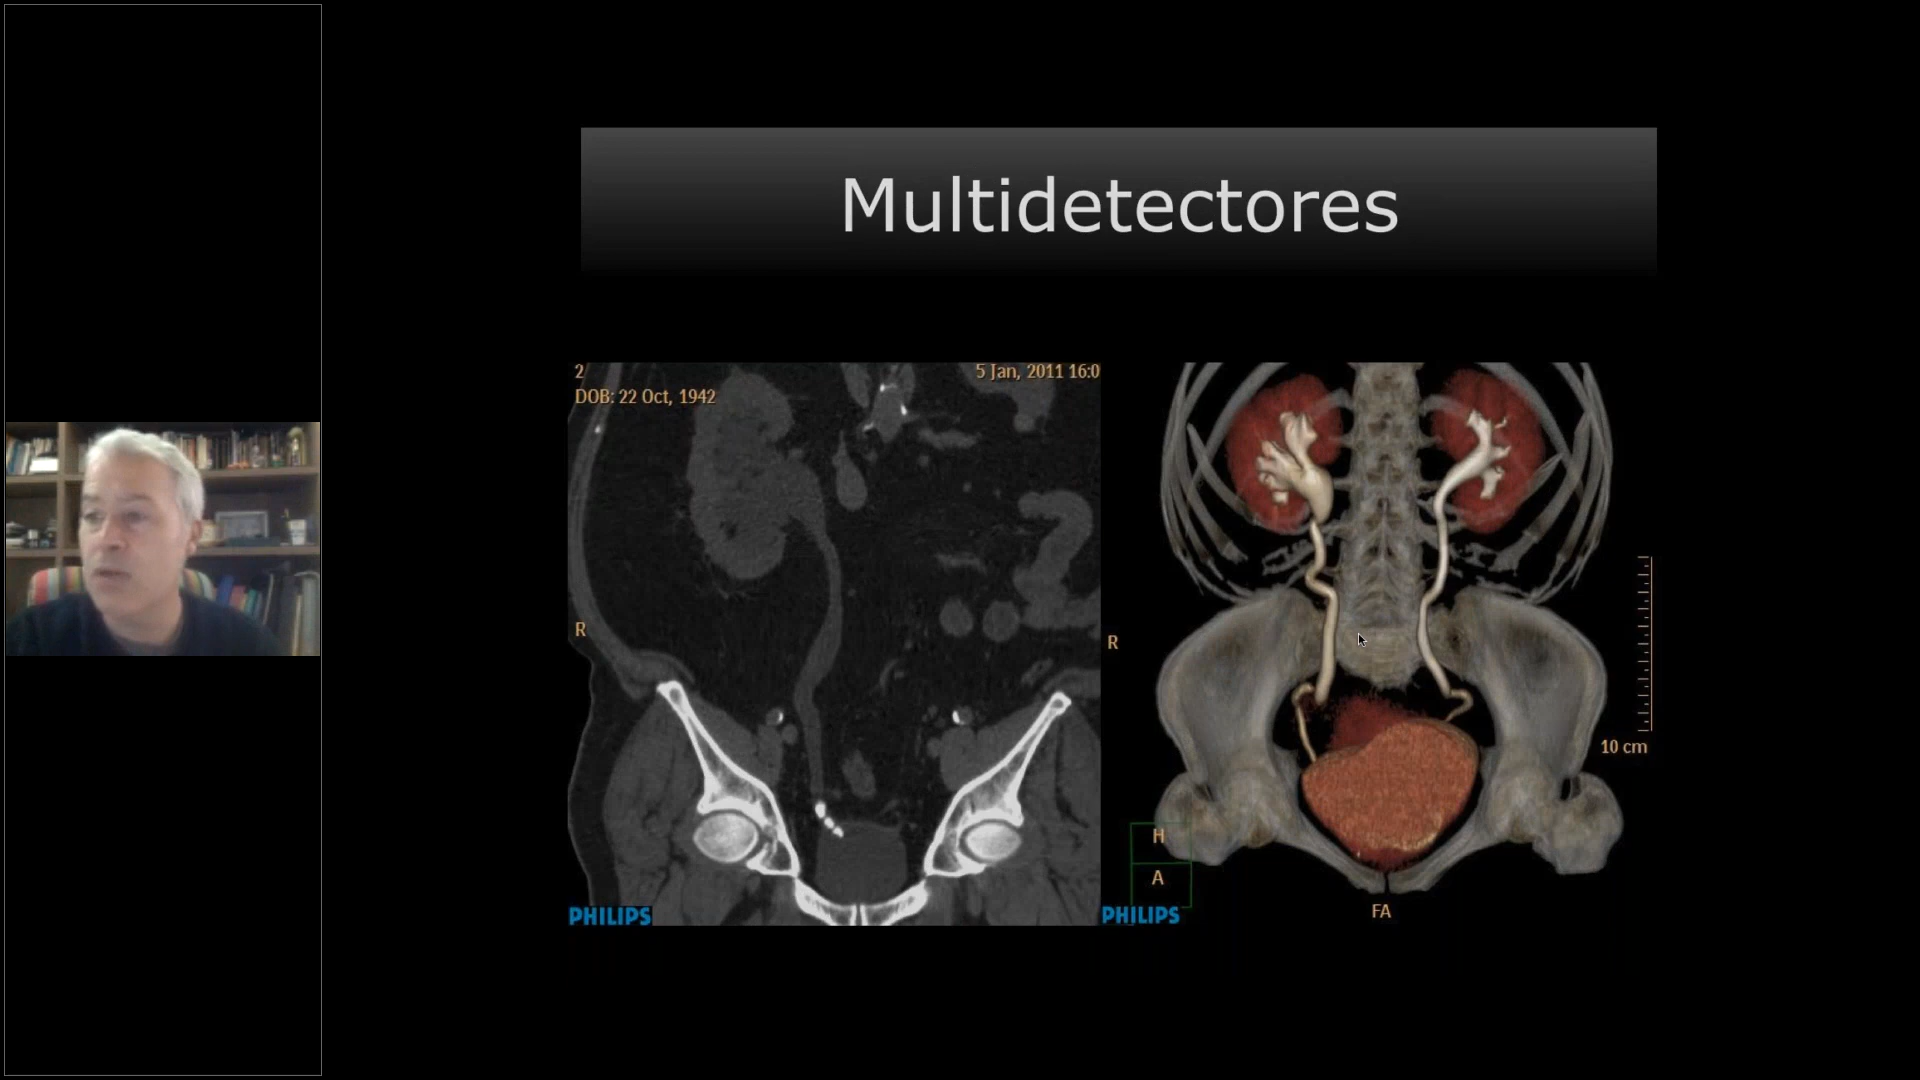 Multidetectores
2
5 Jan, 2011 16:0
DOB: 22 Oct, 1942
R
PHILIPS
R
10 cm
H
A
PHILIPS
FA